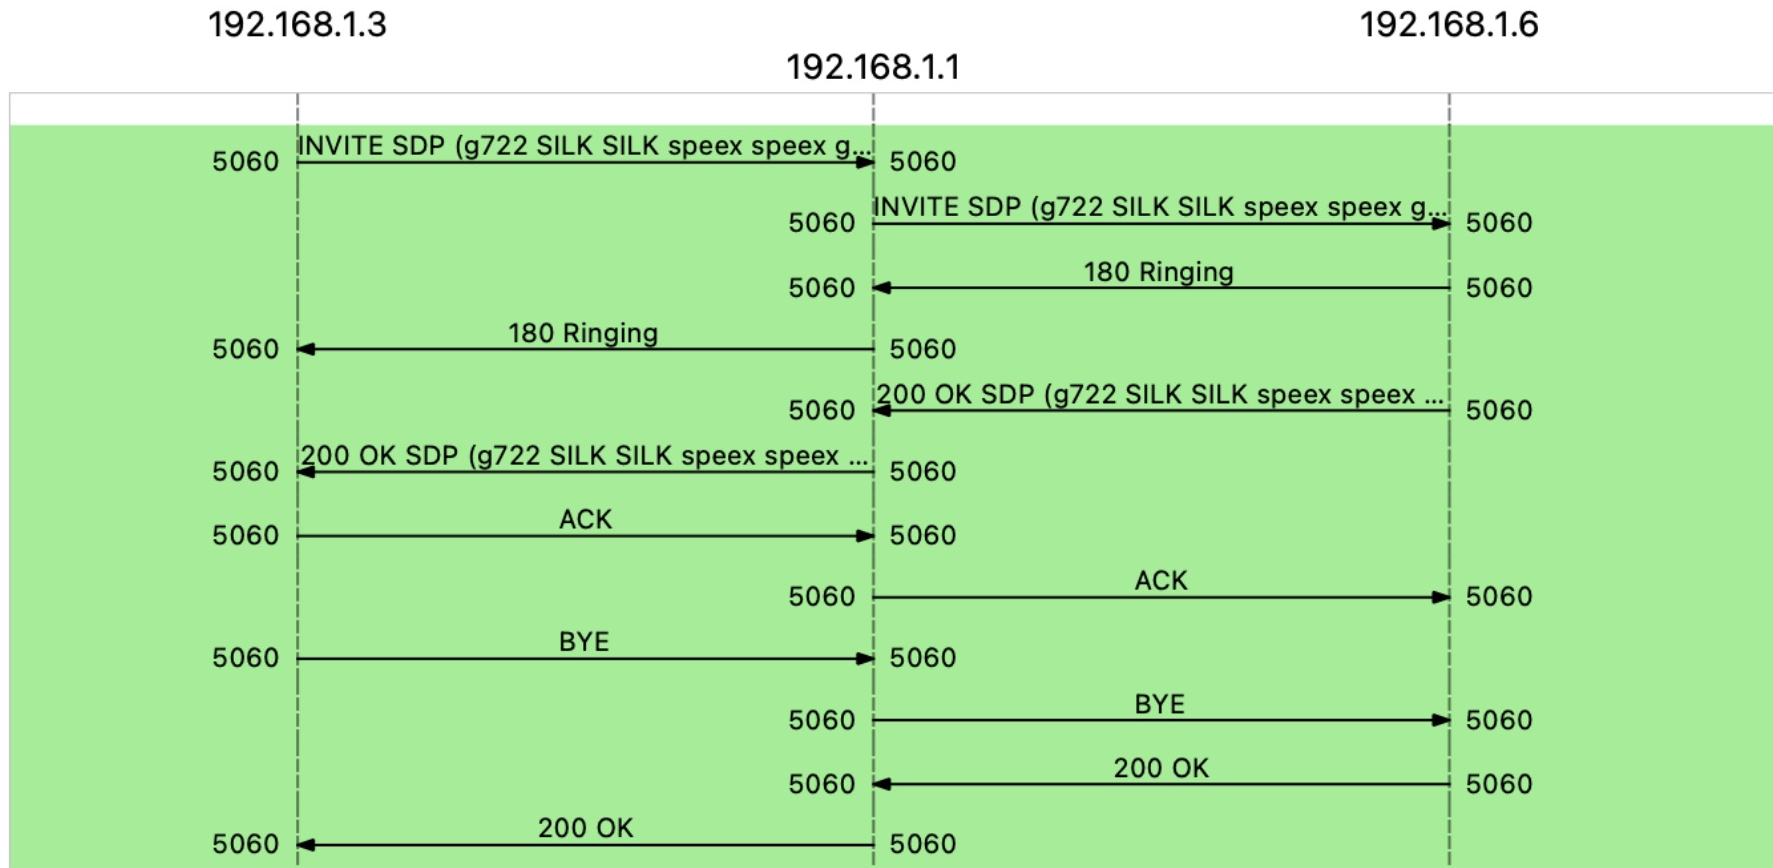 192.168.1.3
192.168.1.6
192.168.1.1
5060 INVITE SDP (g722 SILK SILK speex speex g... 5060
5060 INVITE SDP (g722 SILK SILK speex speex g... 5060
5060 180 Ringing 5060
5060 180 Ringing 5060
5060 200 OK SDP (g722 SILK SILK speex speex ... 5060
5060 200 OK SDP (g722 SILK SILK speex speex ... 5060
5060 ACK 5060
5060 ACK 5060
5060 BYE 5060
5060 BYE 5060
5060 200 OK 5060
5060 200 OK 5060